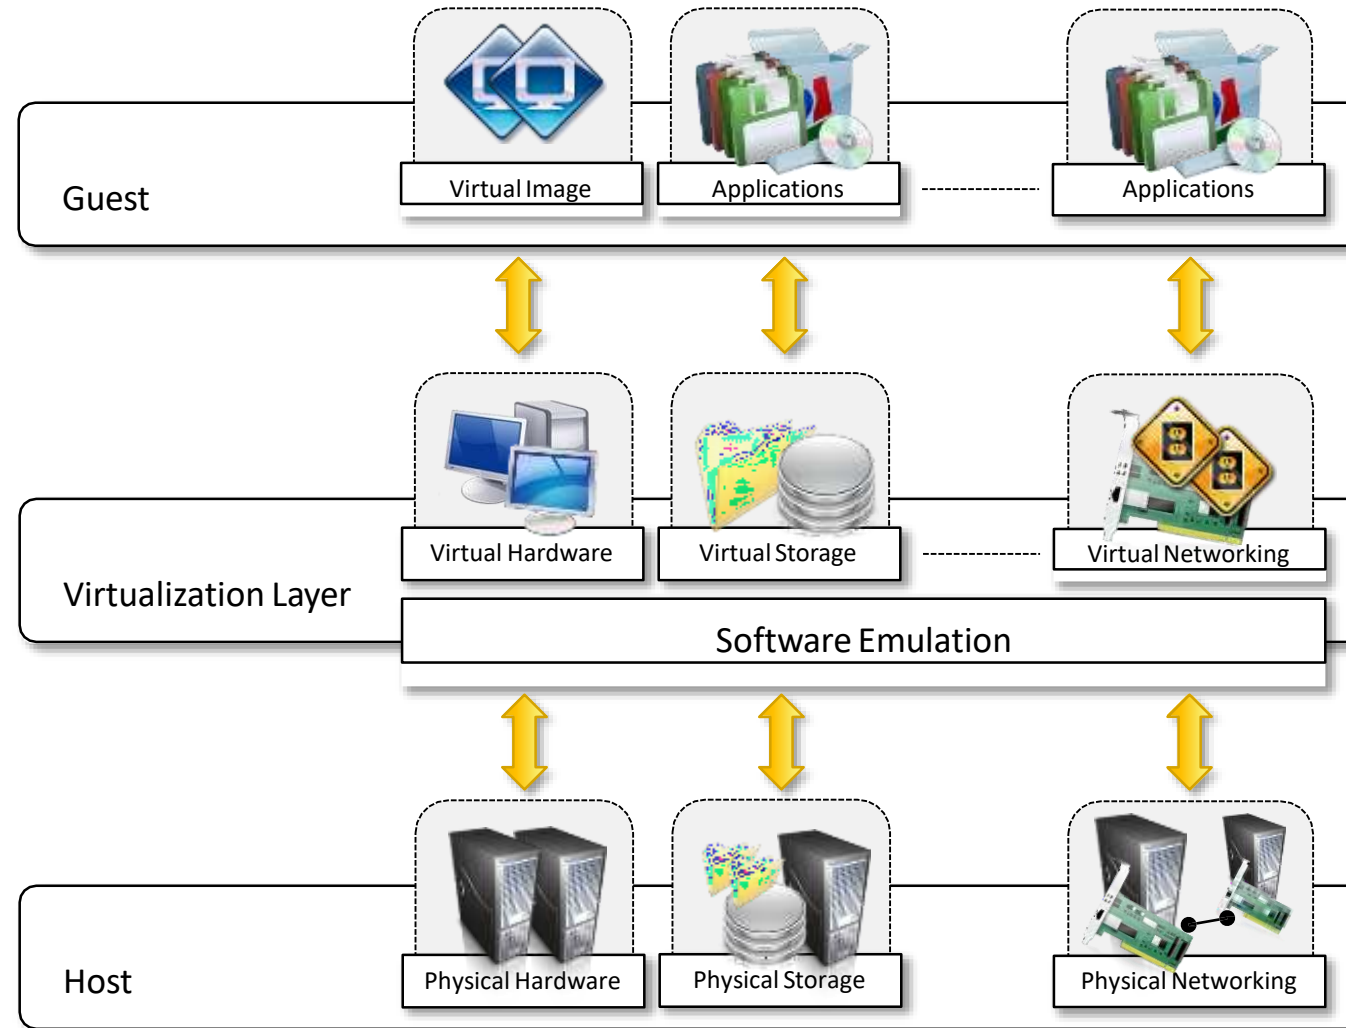 Guest
Virtual Image
Applications
Applications
Virtualization Layer
Virtual Hardware
Virtual Storage
Virtual Networking
Software Emulation
Host
Physical Hardware
Physical Storage
Physical Networking